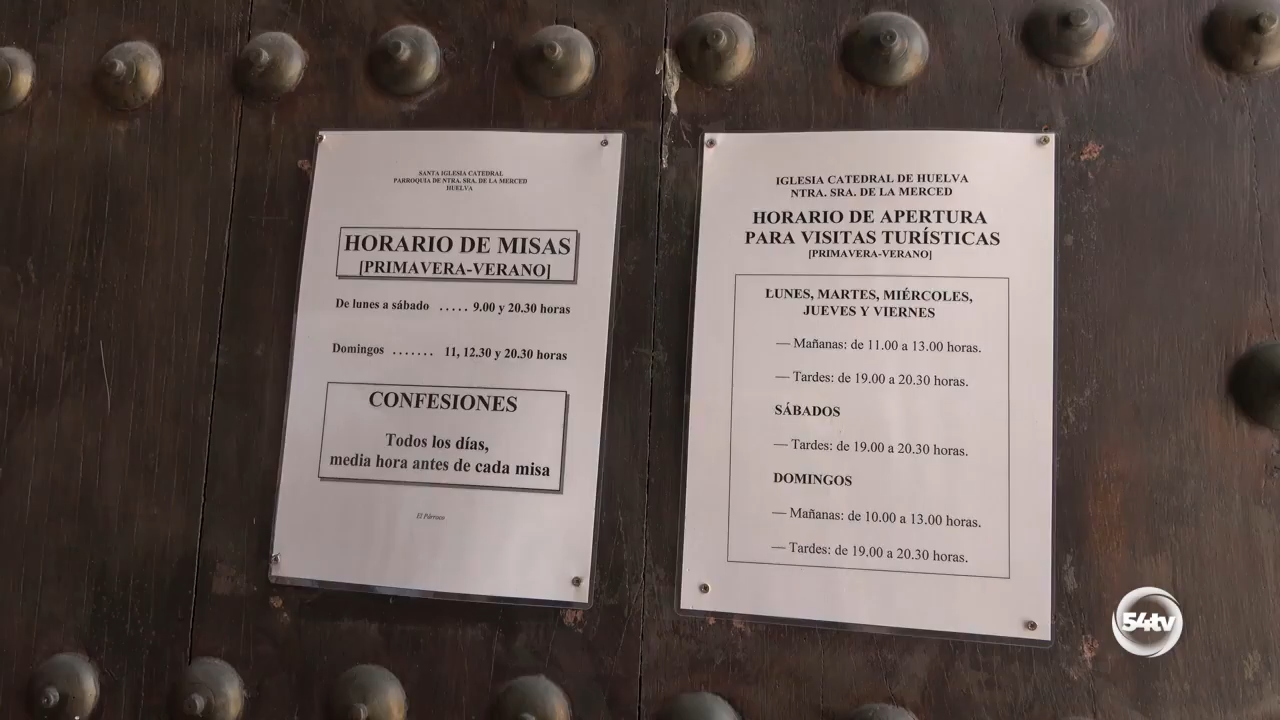 SANTA IGLESIA CATEDRAL
PARROQUIA DE NTRA. SRA. DE LA MERCED
HUELVA
HORARIO DE MISAS
[PRIMAVERA-VERANO]
De lunes a sábado ..... 9.00 y 20.30 horas
Domingos ....... 11, 12.30 y 20.30 horas
CONFESIONES
Todos los días,
media hora antes de cada misa
El Párroco
IGLESIA CATEDRAL DE HUELVA
NTRA. SRA. DE LA MERCED
HORARIO DE APERTURA
PARA VISITAS TURÍSTICAS
[PRIMAVERA-VERANO]
LUNES, MARTES, MIÉRCOLES,
JUEVES Y VIERNES
— Mañanas: de 11.00 a 13.00 horas.
— Tardes: de 19.00 a 20.30 horas.
SÁBADOS
— Tardes: de 19.00 a 20.30 horas.
DOMINGOS
— Mañanas: de 10.00 a 13.00 horas.
— Tardes: de 19.00 a 20.30 horas.
54tv